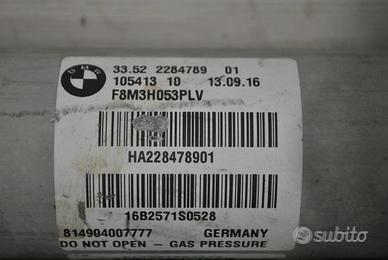 BMW
33.52 2284789 01
105413 10 13.09.16
F8M3H053PLV
HA228478901
16B2571S0528
814904007777 GERMANY
DO NOT OPEN - GAS PRESSURE
subito